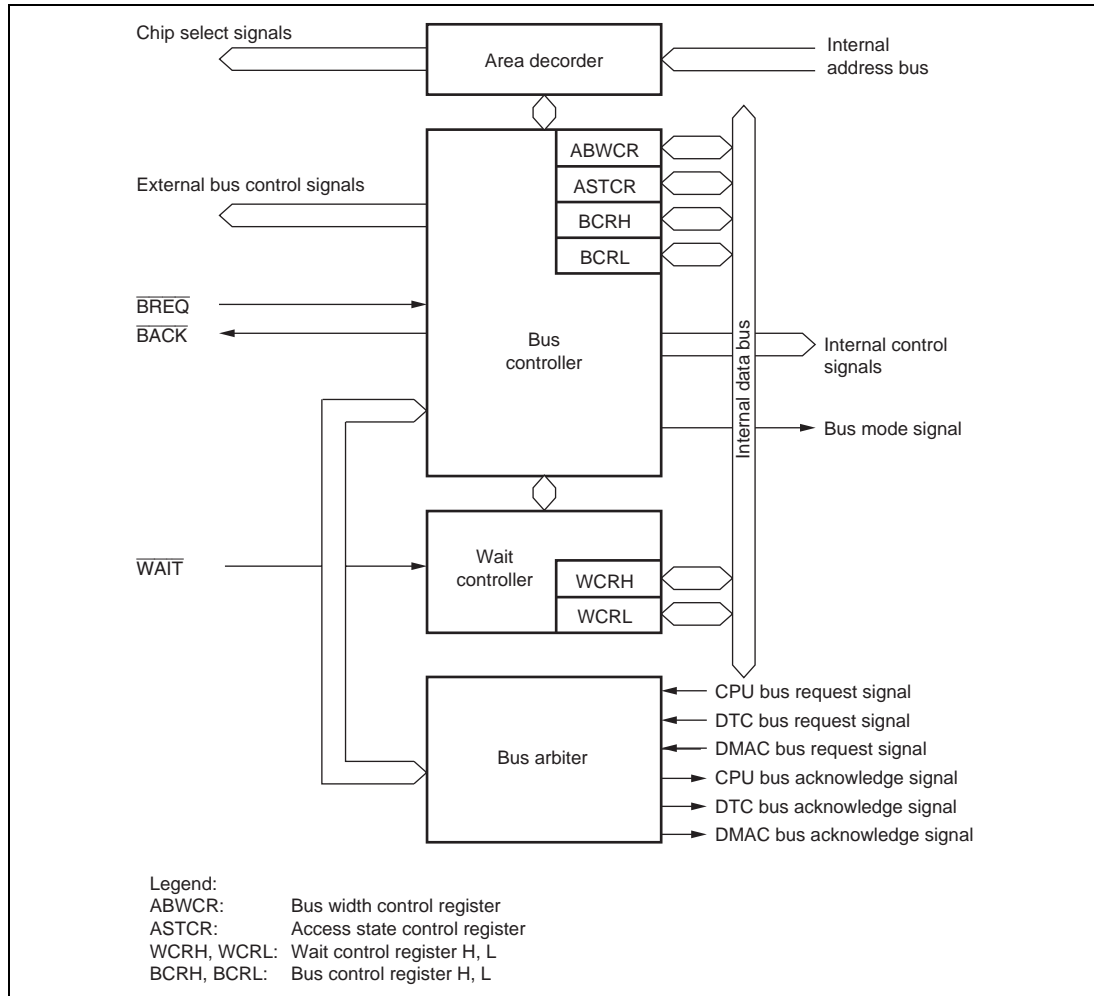 Chip select signals
Area decorder
Internal
address bus
ABWCR
ASTCR
External bus control signals
BCRH
BCRL
BREQ
BACK
Bus
controller
Internal control
signals
Internal data bus
Bus mode signal
WAIT
Wait
controller
WCRH
WCRL
CPU bus request signal
DTC bus request signal
DMAC bus request signal
Bus arbiter
CPU bus acknowledge signal
DTC bus acknowledge signal
DMAC bus acknowledge signal
Legend:
ABWCR: Bus width control register
ASTCR: Access state control register
WCRH, WCRL: Wait control register H, L
BCRH, BCRL: Bus control register H, L